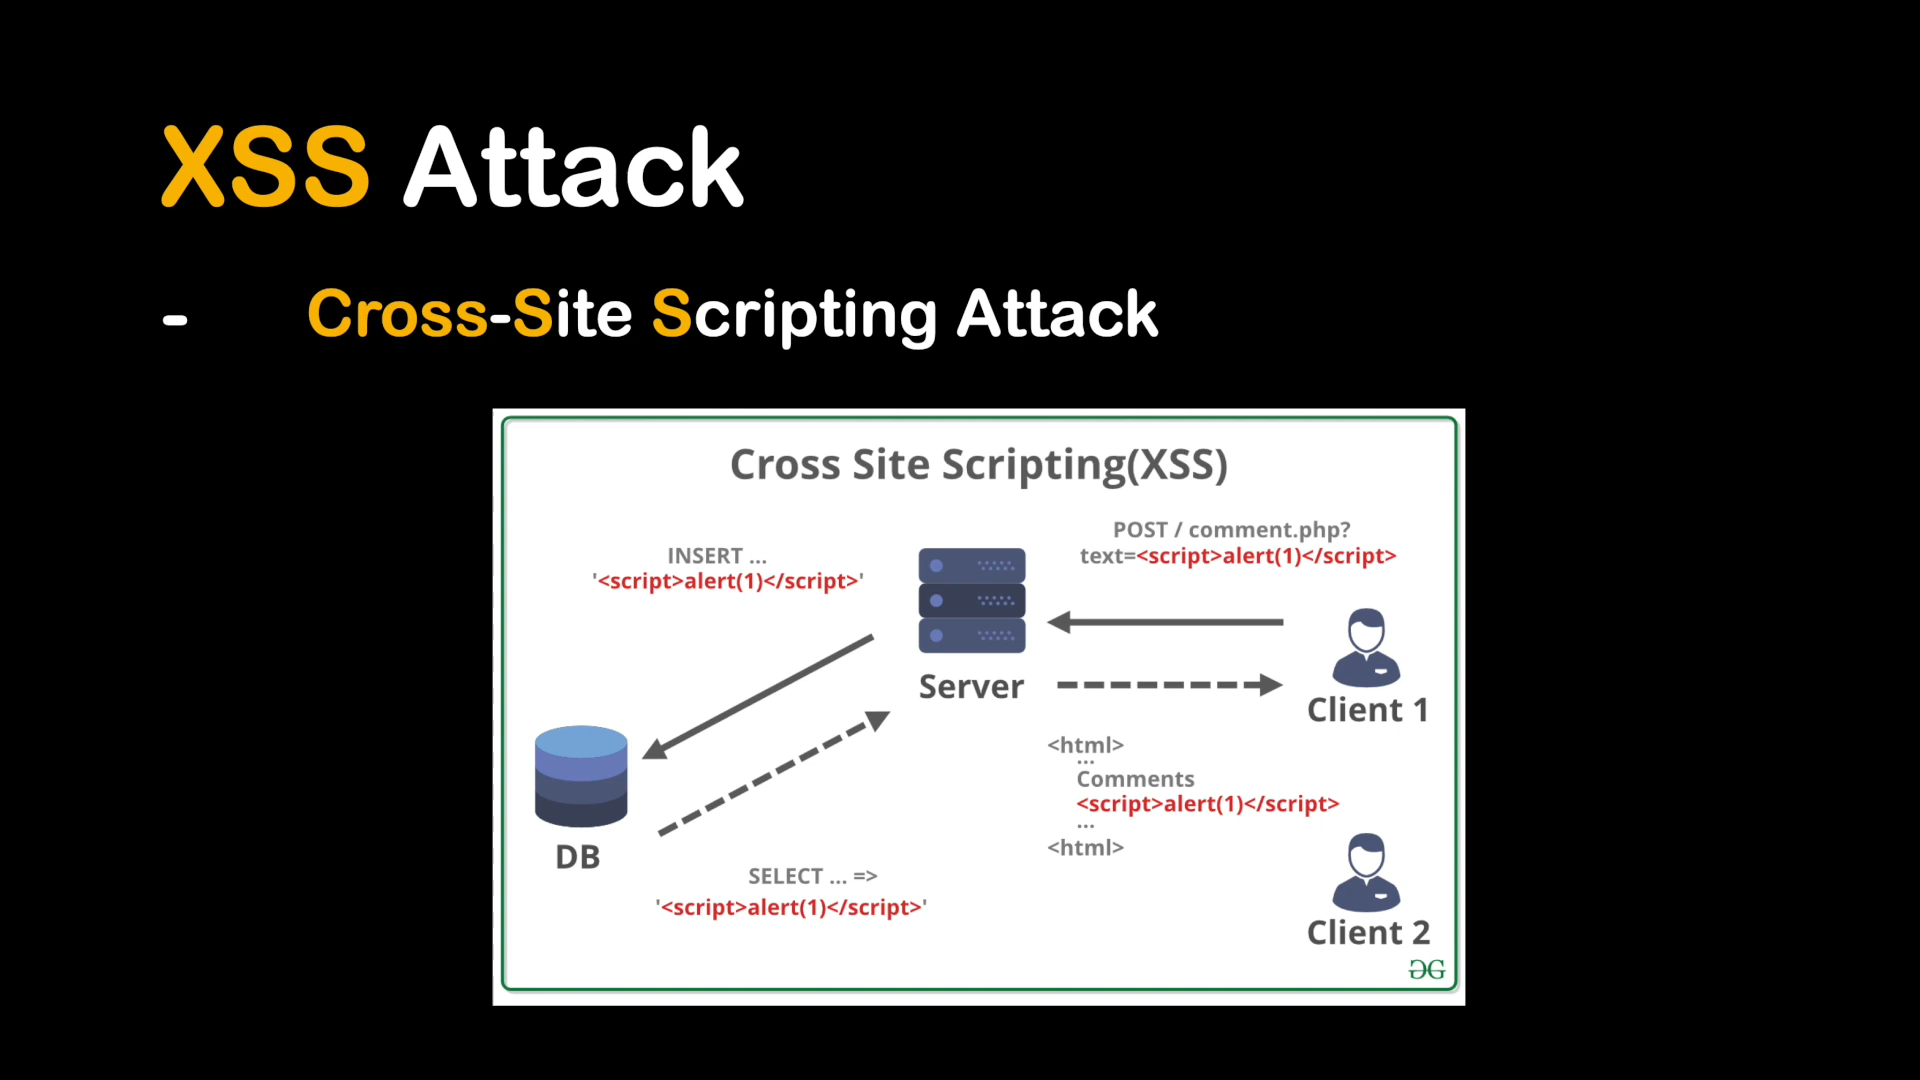 XSS Attack
- Cross-Site Scripting Attack
Cross Site Scripting(XSS)
INSERT ...
'<script>alert(1)</script>'
POST / comment.php?
text=<script>alert(1)</script>
Server
Client 1
DB
<html>
...
Comments
<script>alert(1)</script>
...
<html>
SELECT ... =>
'<script>alert(1)</script>'
Client 2